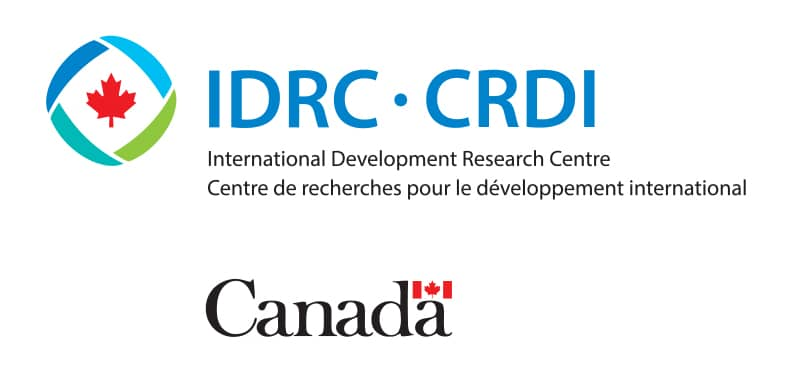 IDRC · CRDI
International Development Research Centre
Centre de recherches pour le développement international
Canada